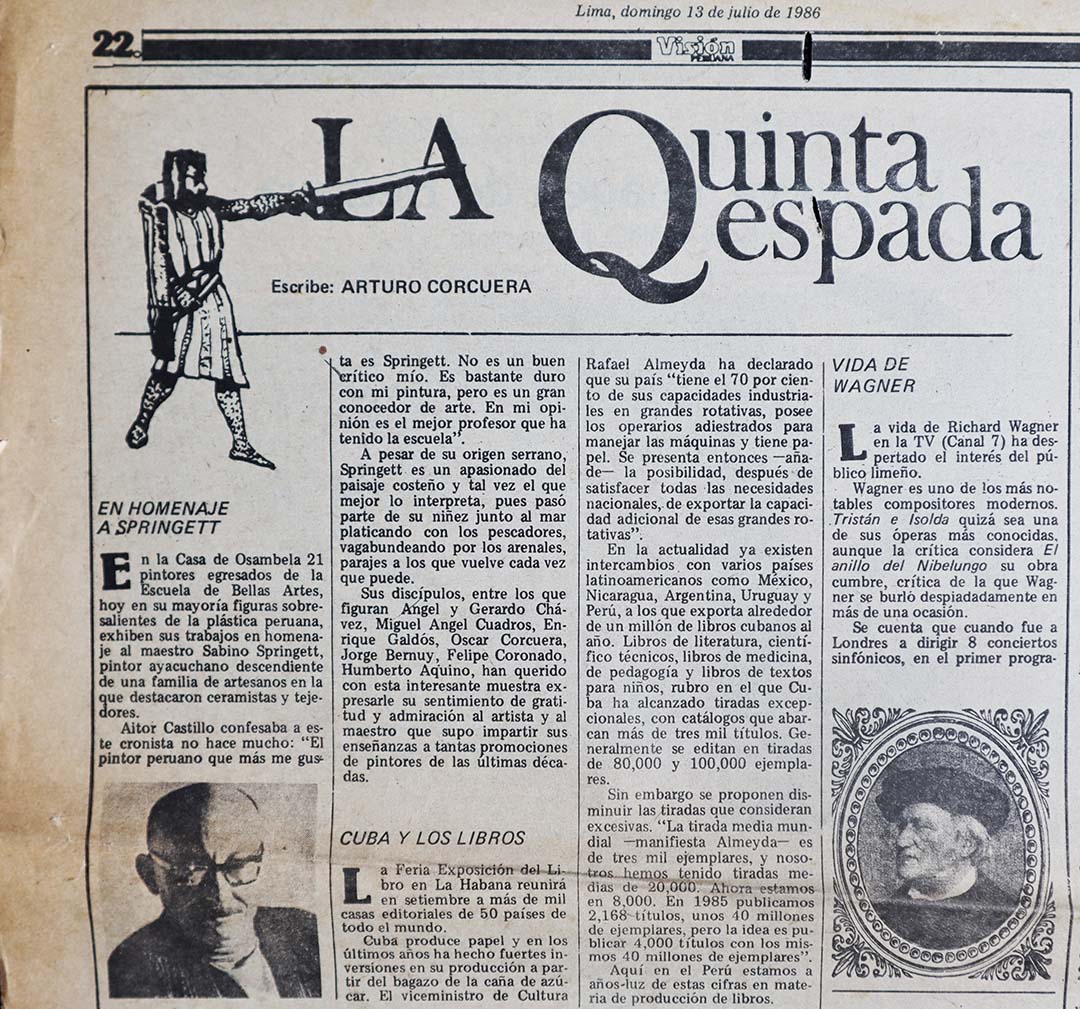 Lima, domingo 13 de julio de 1986
22.
Visión
PERUANA
LA Quinta
espada
Escribe: ARTURO CORCUERA
EN HOMENAJE
A SPRINGETT
En la Casa de Osambela 21
pintores egresados de la
Escuela de Bellas Artes,
hoy en su mayoría figuras sobre-
salientes de la plástica peruana,
exhiben sus trabajos en homena-
je al maestro Sabino Springett,
pintor ayacuchano descendiente
de una familia de artesanos en la
que destacaron ceramistas y teje-
dores.
Aitor Castillo confesaba a es-
te cronista no hace mucho: "El
pintor peruano que más me gus-
ta es Springett. No es un buen
crítico mío. Es bastante duro
con mi pintura, pero es un gran
conocedor de arte. En mi opi-
nión es el mejor profesor que ha
tenido la escuela".
A pesar de su origen serrano,
Springett es un apasionado del
paisaje costeño y tal vez el que
mejor lo interpreta, pues pasó
parte de su niñez junto al mar
platicando con los pescadores,
vagabundeando por los arenales,
parajes a los que vuelve cada vez
que puede.
Sus discípulos, entre los que
figuran Angel y Gerardo Chá-
vez, Miguel Angel Cuadros, En-
rique Galdós, Oscar Corcuera,
Jorge Bernuy, Felipe Coronado,
Humberto Aquino, han querido
con esta interesante muestra ex-
presarle su sentimiento de grati-
tud y admiración al artista y al
maestro que supo impartir sus
enseñanzas a tantas promociones
de pintores de las últimas déca-
das.
CUBA Y LOS LIBROS
La Feria Exposición del Li-
bro en La Habana reunirá
en setiembre a más de mil
casas editoriales de 50 países de
todo el mundo.
Cuba produce papel y en los
últimos años ha hecho fuertes in-
versiones en su producción a par-
tir del bagazo de la caña de azú-
car. El viceministro de Cultura
Rafael Almeyda ha declarado
que su país "tiene el 70 por cien-
to de sus capacidades industria-
les en grandes rotativas, posee
los operarios adiestrados para
manejar las máquinas y tiene pa-
pel. Se presenta entonces —aña-
de— la posibilidad, después de
satisfacer todas las necesidades
nacionales, de exportar la capaci-
dad adicional de esas grandes ro-
tativas".
En la actualidad ya existen
intercambios con varios países
latinoamericanos como México,
Nicaragua, Argentina, Uruguay y
Perú, a los que exporta alrededor
de un millón de libros cubanos al
año. Libros de literatura, cientí-
fico técnicos, libros de medicina,
de pedagogía y libros de textos
para niños, rubro en el que Cu-
ba ha alcanzado tiradas excep-
cionales, con catálogos que abar-
can más de tres mil títulos. Ge-
neralmente se editan en tiradas
de 80,000 y 100,000 ejempla-
res.
Sin embargo se proponen dis-
minuir las tiradas que consideran
excesivas. "La tirada media mun-
dial —manifiesta Almeyda— es
de tres mil ejemplares, y noso-
tros hemos tenido tiradas me-
dias de 20,000. Ahora estamos
en 8,000. En 1985 publicamos
2,168 títulos, unos 40 millones
de ejemplares, pero la idea es pu-
blicar 4,000 títulos con los mis-
mos 40 millones de ejemplares".
Aquí en el Perú estamos a
años-luz de estas cifras en mate-
ria de producción de libros.
VIDA DE
WAGNER
La vida de Richard Wagner
en la TV (Canal 7) ha des-
pertado el interés del pú-
blico limeño.
Wagner es uno de los más no-
tables compositores modernos.
Tristán e Isolda quizá sea una
de sus óperas más conocidas,
aunque la crítica considera El
anillo del Nibelungo su obra
cumbre, crítica de la que Wag-
ner se burló despiadadamente en
más de una ocasión.
Se cuenta que cuando fue a
Londres a dirigir 8 conciertos
sinfónicos, en el primer progra-